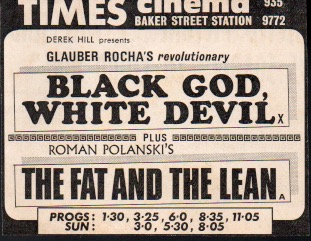 TIMES cinema 935
BAKER STREET STATION 9772
DEREK HILL presents
GLAUBER ROCHA'S revolutionary
BLACK GOD,
WHITE DEVIL X
PLUS
ROMAN POLANSKI'S
THE FAT AND THE LEAN A
PROGS: 1·30, 3·25, 6·0, 8·35, 11·05
SUN: 3·0, 5·30, 8·05